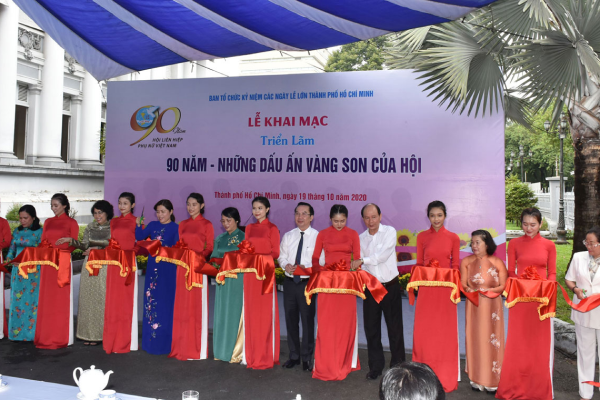 BAN TỔ CHỨC KỶ NIỆM CÁC NGÀY LỄ LỚN THÀNH PHỐ HỒ CHÍ MINH
90 Năm
HỘI LIÊN HIỆP
PHỤ NỮ VIỆT NAM
LỄ KHAI MẠC
Triển Lãm
90 NĂM - NHỮNG DẤU ẤN VÀNG SON CỦA HỘI
Thành phố Hồ Chí Minh, ngày 19 tháng 10 năm 2020